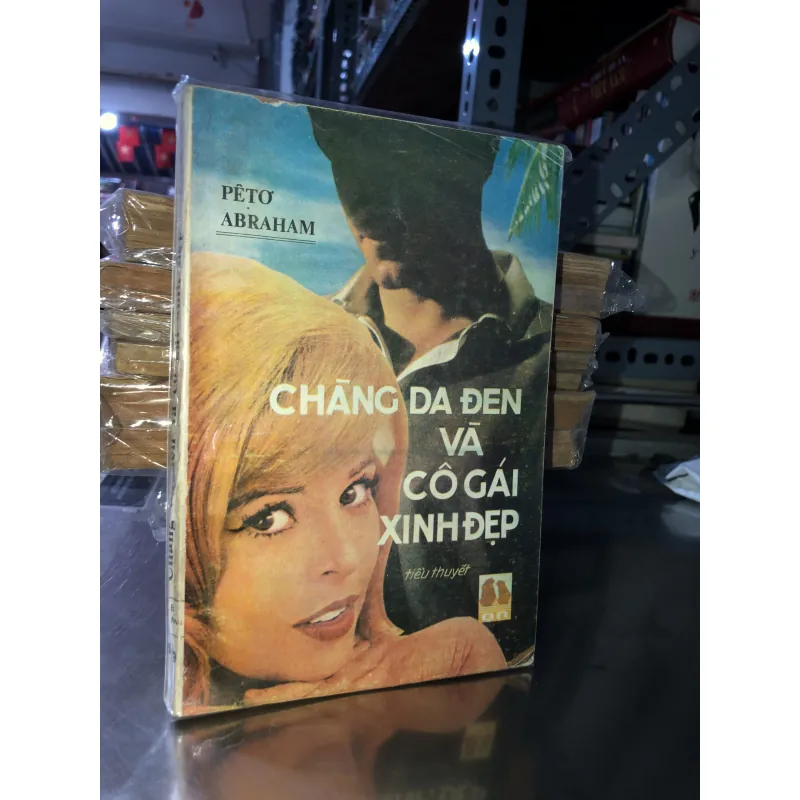 PÊTƠ
ABRAHAM
CHÀNG DA ĐEN
VÀ
CÔ GÁI
XINH ĐẸP
tiểu thuyết